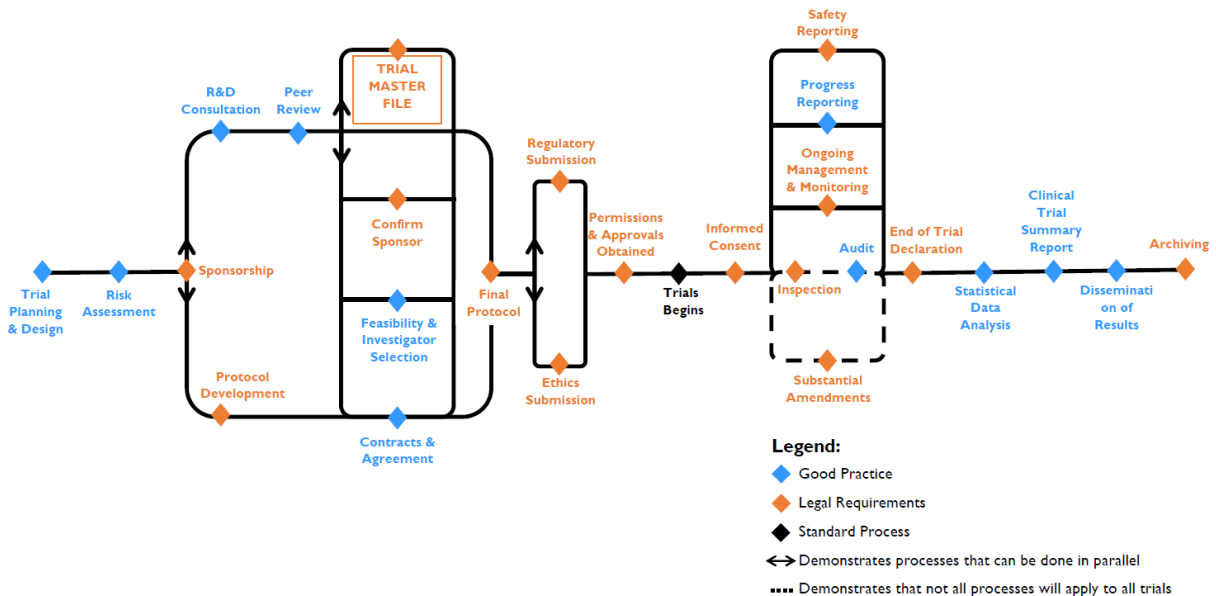 Safety
Reporting
TRIAL
MASTER
FILE
R&D
Consultation
Peer
Review
Progress
Reporting
Regulatory
Submission
Ongoing
Management
& Monitoring
Confirm
Sponsor
Permissions
& Approvals
Obtained
Informed
Consent
Audit
End of Trial
Declaration
Clinical
Trial
Summary
Report
Archiving
Trial
Planning
& Design
Risk
Assessment
Sponsorship
Final
Protocol
Trials
Begins
Inspection
Statistical
Data
Analysis
Disseminati
on of
Results
Feasibility &
Investigator
Selection
Protocol
Development
Ethics
Submission
Substantial
Amendments
Contracts &
Agreement
Legend:
Good Practice
Legal Requirements
Standard Process
Demonstrates processes that can be done in parallel
Demonstrates that not all processes will apply to all trials